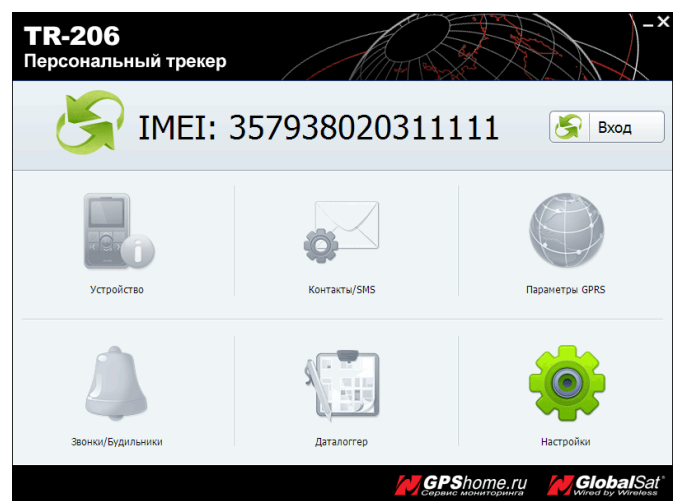 TR-206
Персональный трекер
IMEI: 357938020311111
Вход
Устройство
Контакты/SMS
Параметры GPRS
Звонки/Будильники
Даталоггер
Настройки
GPShome.ru
Сервис мониторинга
GlobalSat
Wired by Wireless